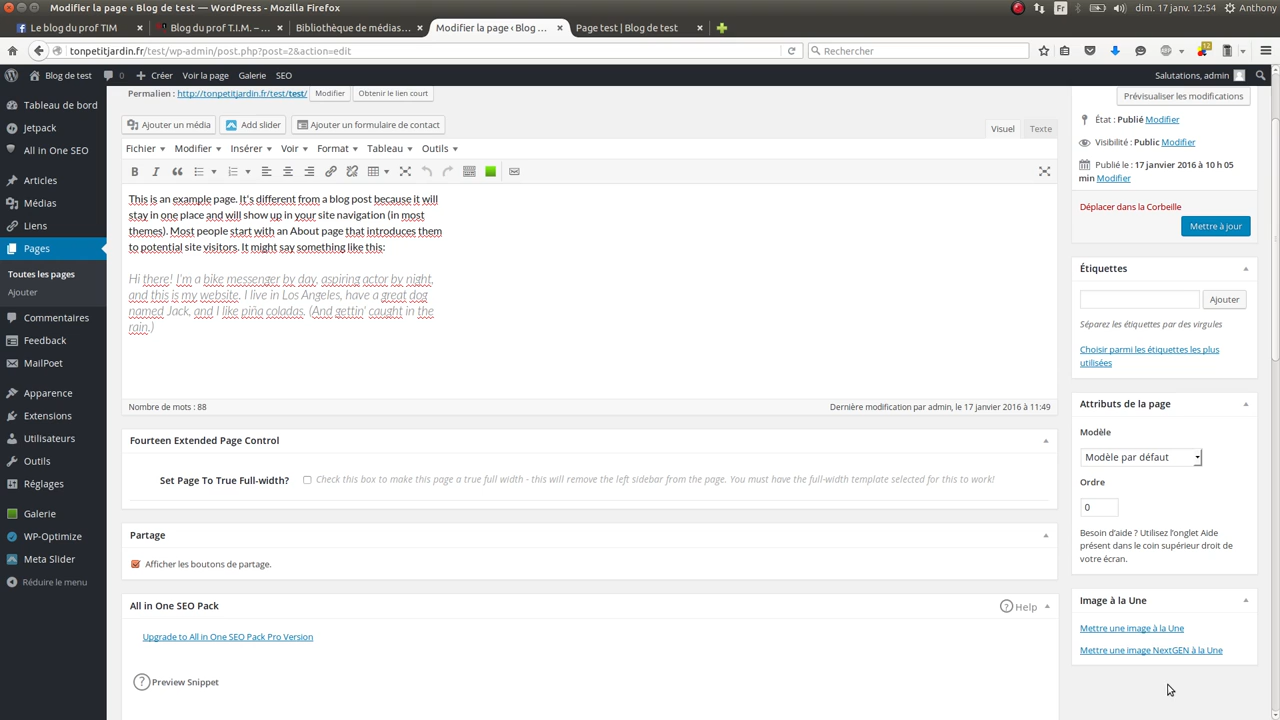 Modifier la page ‹ Blog de test — WordPress - Mozilla Firefox
Fr
dim. 17 janv. 12:54
Anthony
Le blog du prof TIM
Blog du prof T.I.M. – ...
Bibliothèque de médias...
Modifier la page ‹ Blog ...
Page test | Blog de test
tonpetitjardin.fr/test/wp-admin/post.php?post=2&action=edit
Rechercher
Blog de test
0
Créer
Voir la page
Galerie
SEO
Salutations, admin
Tableau de bord
Jetpack
All in One SEO
Articles
Médias
Liens
Pages
Toutes les pages
Ajouter
Commentaires
Feedback
MailPoet
Apparence
Extensions
Utilisateurs
Outils
Réglages
Galerie
WP-Optimize
Meta Slider
Réduire le menu
Permalien : http://tonpetitjardin.fr/test/test/
Modifier
Obtenir le lien court
Ajouter un média
Add slider
Ajouter un formulaire de contact
Visuel
Texte
Fichier
Modifier
Insérer
Voir
Format
Tableau
Outils
This is an example page. It's different from a blog post because it will
stay in one place and will show up in your site navigation (in most
themes). Most people start with an About page that introduces them
to potential site visitors. It might say something like this:
Hi there! I'm a bike messenger by day, aspiring actor by night,
and this is my website. I live in Los Angeles, have a great dog
named Jack, and I like piña coladas. (And gettin' caught in the
rain.)
Nombre de mots : 88
Dernière modification par admin, le 17 janvier 2016 à 11:49
Fourteen Extended Page Control
Set Page To True Full-width?
Check this box to make this page a true full width - this will remove the left sidebar from the page. You must have the full-width template selected for this to work!
Partage
Afficher les boutons de partage.
All in One SEO Pack
Help
Upgrade to All in One SEO Pack Pro Version
Preview Snippet
Prévisualiser les modifications
État : Publié Modifier
Visibilité : Public Modifier
Publié le : 17 janvier 2016 à 10 h 05
min Modifier
Déplacer dans la Corbeille
Mettre à jour
Étiquettes
Ajouter
Séparez les étiquettes par des virgules
Choisir parmi les étiquettes les plus
utilisées
Attributs de la page
Modèle
Modèle par défaut
Ordre
0
Besoin d'aide ? Utilisez l'onglet Aide
présent dans le coin supérieur droit de
votre écran.
Image à la Une
Mettre une image à la Une
Mettre une image NextGEN à la Une